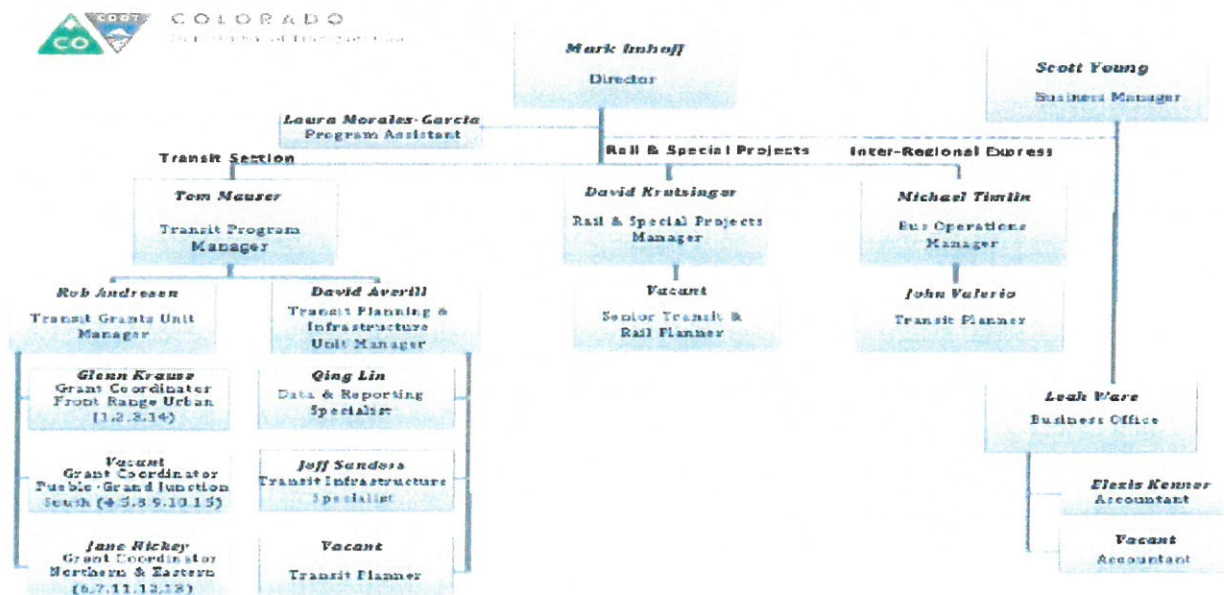 CDOT
CO
COLORADO
Department of Transportation
Mark Imhoff
Director
Scott Young
Business Manager
Laura Morales-Garcia
Program Assistant
Transit Section
Rail & Special Projects
Inter-Regional Express
Tom Mauser
Transit Program
Manager
David Krutsinger
Rail & Special Projects
Manager
Michael Timlin
Bus Operations
Manager
Rob Andresen
Transit Grants Unit
Manager
David Averill
Transit Planning &
Infrastructure
Unit Manager
Vacant
Senior Transit &
Rail Planner
John Valerio
Transit Planner
Glenn Krause
Grant Coordinator
Front Range Urban
(1,2,3,14)
Qing Lin
Data & Reporting
Specialist
Leah Ware
Business Office
Vacant
Grant Coordinator
Pueblo-Grand Junction
South (4,5,8,9,10,15)
Jeff Sanders
Transit Infrastructure
Specialist
Elexis Kenner
Accountant
Jane Hickey
Grant Coordinator
Northern & Eastern
(6,7,11,12,13)
Vacant
Transit Planner
Vacant
Accountant